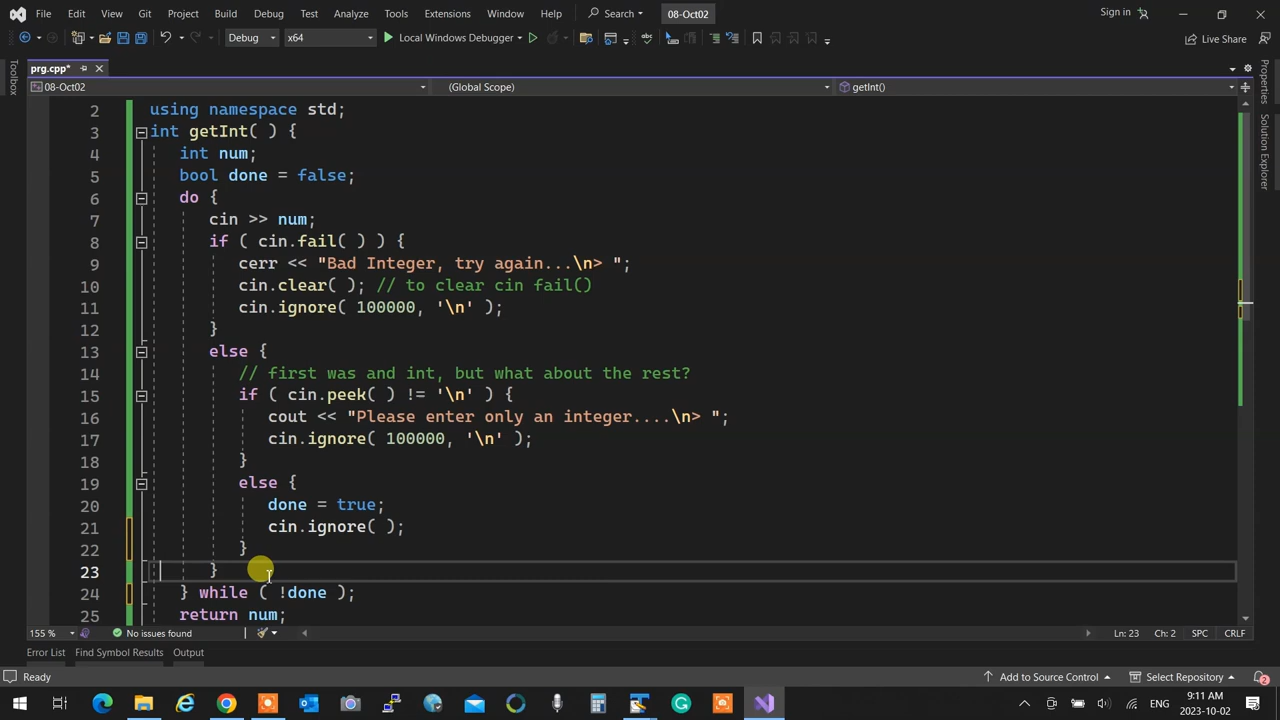 File Edit View Git Project Build Debug Test Analyze Tools Extensions Window Help Search 08-Oct02 Sign in
Debug x64 Local Windows Debugger Live Share
prg.cpp*
08-Oct02 (Global Scope) getInt()
Toolbox
Properties
Solution Explorer
2 using namespace std;
3 int getInt( ) {
4 int num;
5 bool done = false;
6 do {
7 cin >> num;
8 if ( cin.fail( ) ) {
9 cerr << "Bad Integer, try again...\n> ";
10 cin.clear( ); // to clear cin fail()
11 cin.ignore( 100000, '\n' );
12 }
13 else {
14 // first was and int, but what about the rest?
15 if ( cin.peek( ) != '\n' ) {
16 cout << "Please enter only an integer....\n> ";
17 cin.ignore( 100000, '\n' );
18 }
19 else {
20 done = true;
21 cin.ignore( );
22 }
23 }
24 } while ( !done );
25 return num;
155 % No issues found Ln: 23 Ch: 2 SPC CRLF
Error List Find Symbol Results Output
Ready Add to Source Control Select Repository 2
9:11 AM
ENG
2023-10-02